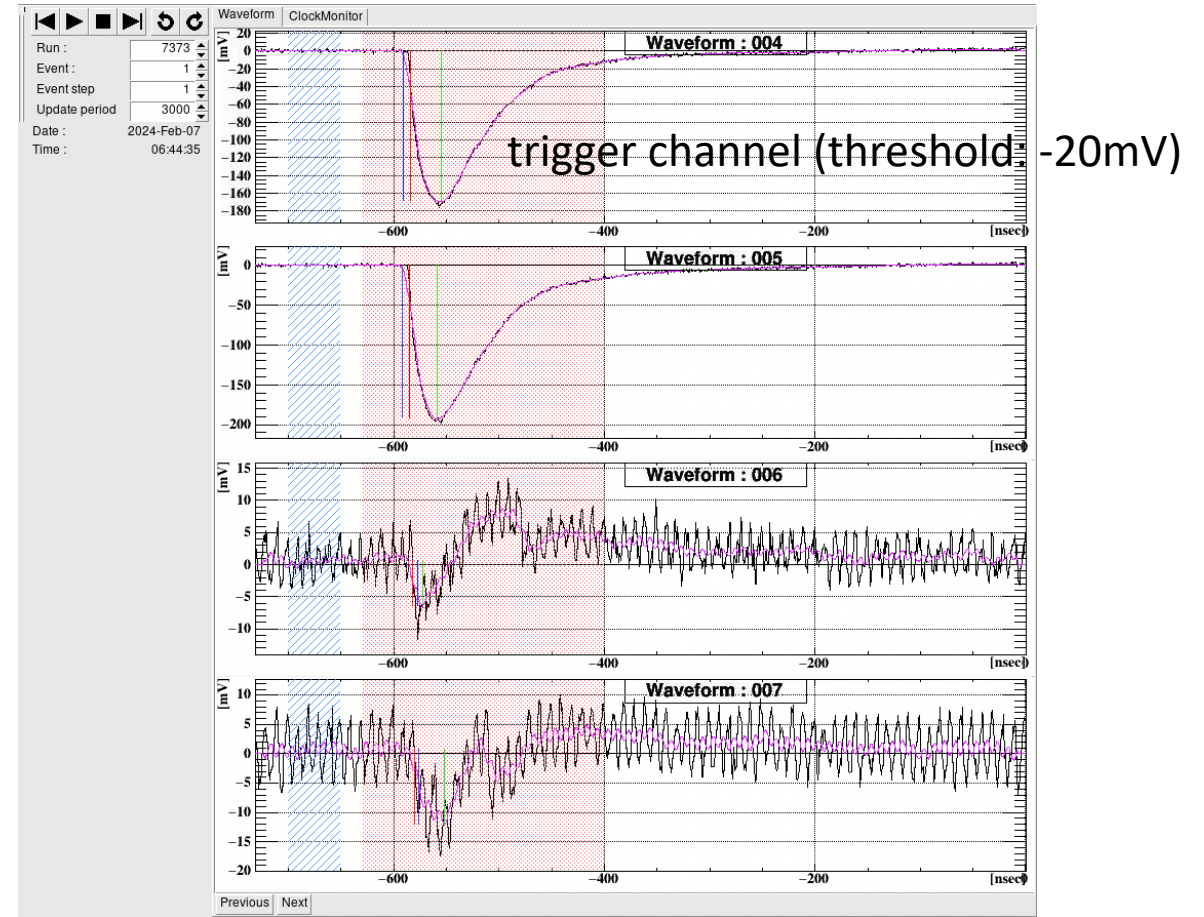 Waveform ClockMonitor
Run : 7373
Event : 1
Event step 1
Update period 3000
Date : 2024-Feb-07
Time : 06:44:35
Waveform : 004
[mV]
20
0
−20
−40
−60
−80
−100
−120
−140
−160
−180
trigger channel (threshold: -20mV)
−600 −400 −200 0
[nsec]
Waveform : 005
[mV]
0
−50
−100
−150
−200
−600 −400 −200 0
[nsec]
Waveform : 006
[mV]
15
10
5
0
−5
−10
−600 −400 −200 0
[nsec]
Waveform : 007
[mV]
10
5
0
−5
−10
−15
−20
−600 −400 −200 0
[nsec]
Previous Next